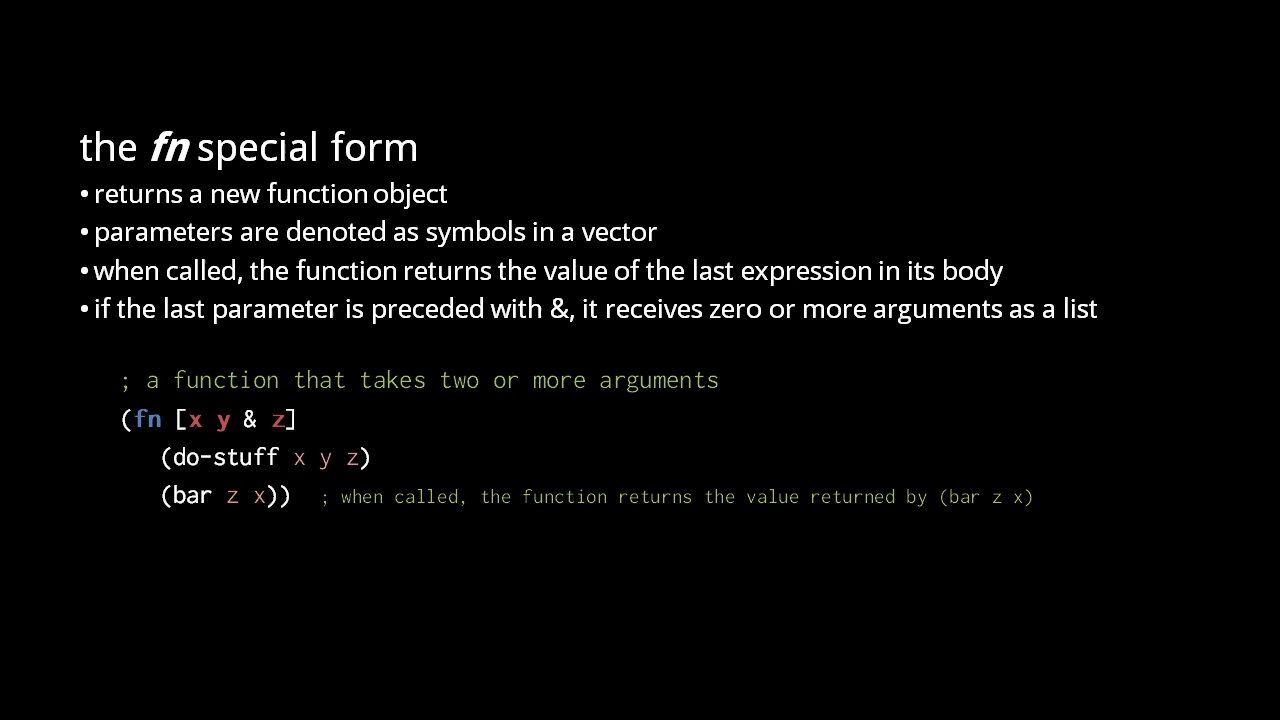 the fn special form
• returns a new function object
• parameters are denoted as symbols in a vector
• when called, the function returns the value of the last expression in its body
• if the last parameter is preceded with &, it receives zero or more arguments as a list
; a function that takes two or more arguments
(fn [x y & z]
(do-stuff x y z)
(bar z x)) ; when called, the function returns the value returned by (bar z x)